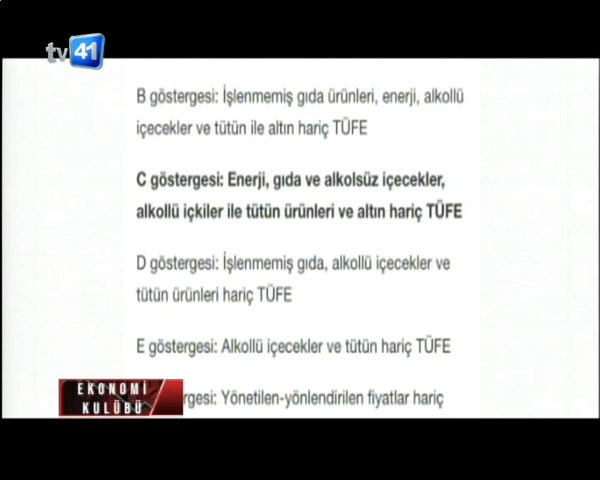 tv41
B göstergesi: İşlenmemiş gıda ürünleri, enerji, alkollü
içecekler ve tütün ile altın hariç TÜFE
C göstergesi: Enerji, gıda ve alkolsüz içecekler,
alkollü içkiler ile tütün ürünleri ve altın hariç TÜFE
D göstergesi: İşlenmemiş gıda, alkollü içecekler ve
tütün ürünleri hariç TÜFE
E göstergesi: Alkollü içecekler ve tütün hariç TÜFE
rgesi: Yönetilen-yönlendirilen fiyatlar hariç
EKONOMİ
KULÜBÜ